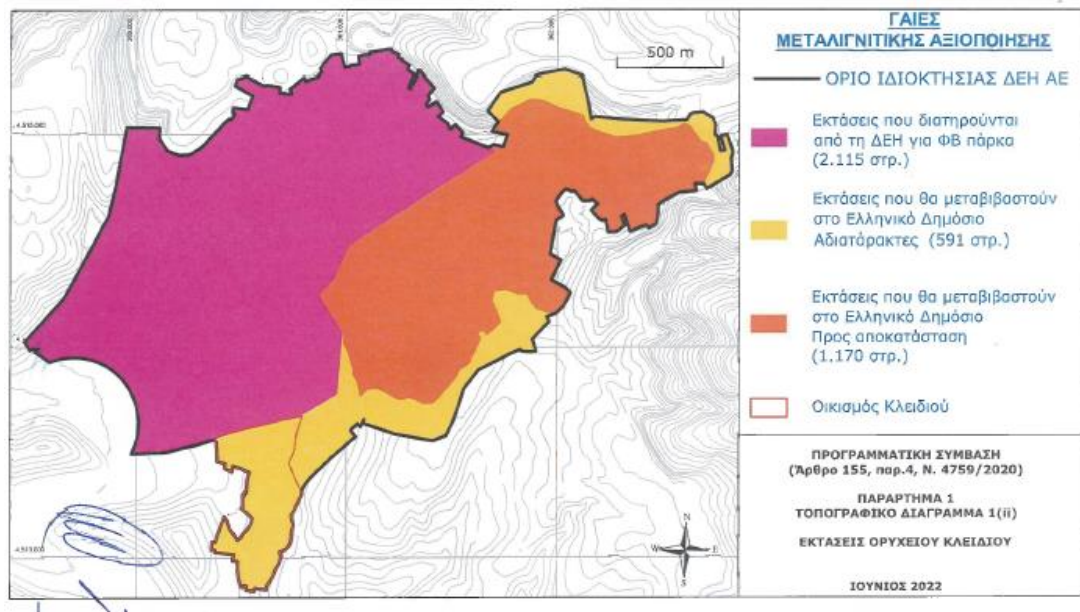 ΓΑΙΕΣ
ΜΕΤΑΛΙΓΝΙΤΙΚΗΣ ΑΞΙΟΠΟΙΗΣΗΣ
500 m
ΟΡΙΟ ΙΔΙΟΚΤΗΣΙΑΣ ΔΕΗ ΑΕ
Εκτάσεις που διατηρούνται
από τη ΔΕΗ για ΦΒ πάρκα
(2.115 στρ.)
Εκτάσεις που θα μεταβιβαστούν
στο Ελληνικό Δημόσιο
Αδιατάρακτες (591 στρ.)
Εκτάσεις που θα μεταβιβαστούν
στο Ελληνικό Δημόσιο
Προς αποκατάσταση
(1.170 στρ.)
Οικισμός Κλειδιού
ΠΡΟΓΡΑΜΜΑΤΙΚΗ ΣΥΜΒΑΣΗ
(Άρθρο 155, παρ.4, Ν. 4759/2020)
ΠΑΡΑΡΤΗΜΑ 1
ΤΟΠΟΓΡΑΦΙΚΟ ΔΙΑΓΡΑΜΜΑ 1(ii)
ΕΚΤΑΣΕΙΣ ΟΡΥΧΕΙΟΥ ΚΛΕΙΔΙΟΥ
ΙΟΥΝΙΟΣ 2022
N
W
E
S